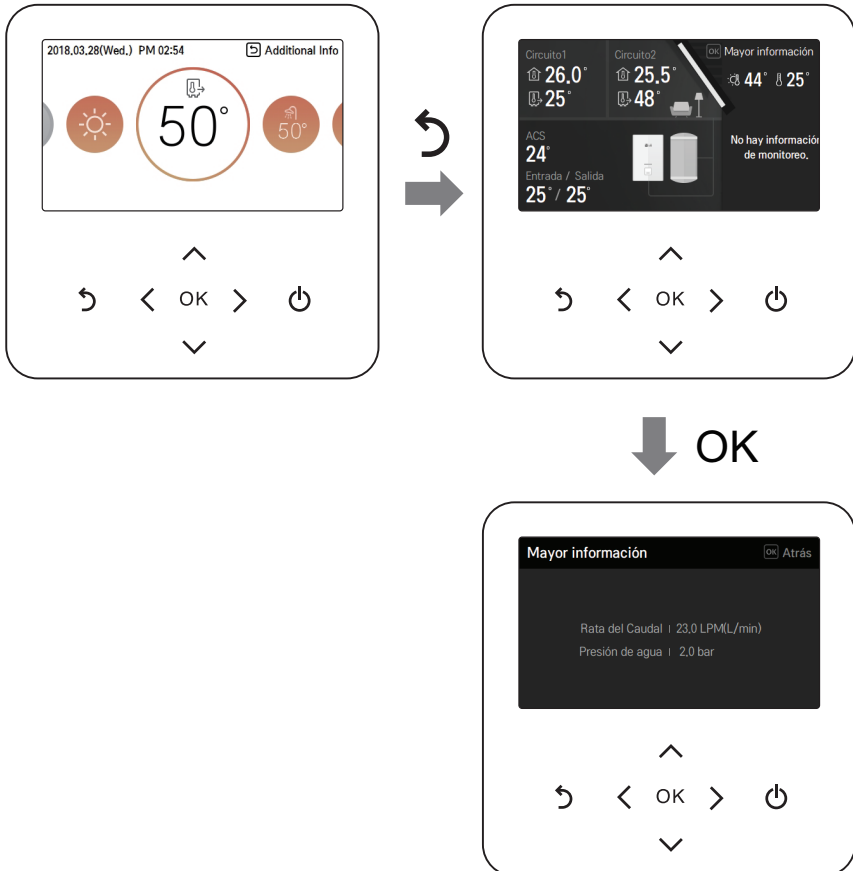 2018.03.28(Wed.) PM 02:54 Additional Info
50°
50°
OK
Circuito1
26.0°
25°
Circuito2
25.5°
48°
OK Mayor información
44° 25°
No hay información
de monitoreo.
ACS
24°
Entrada / Salida
25° / 25°
OK
OK
Mayor información OK Atrás
Rata del Caudal | 23.0 LPM(L/min)
Presión de agua | 2.0 bar
OK